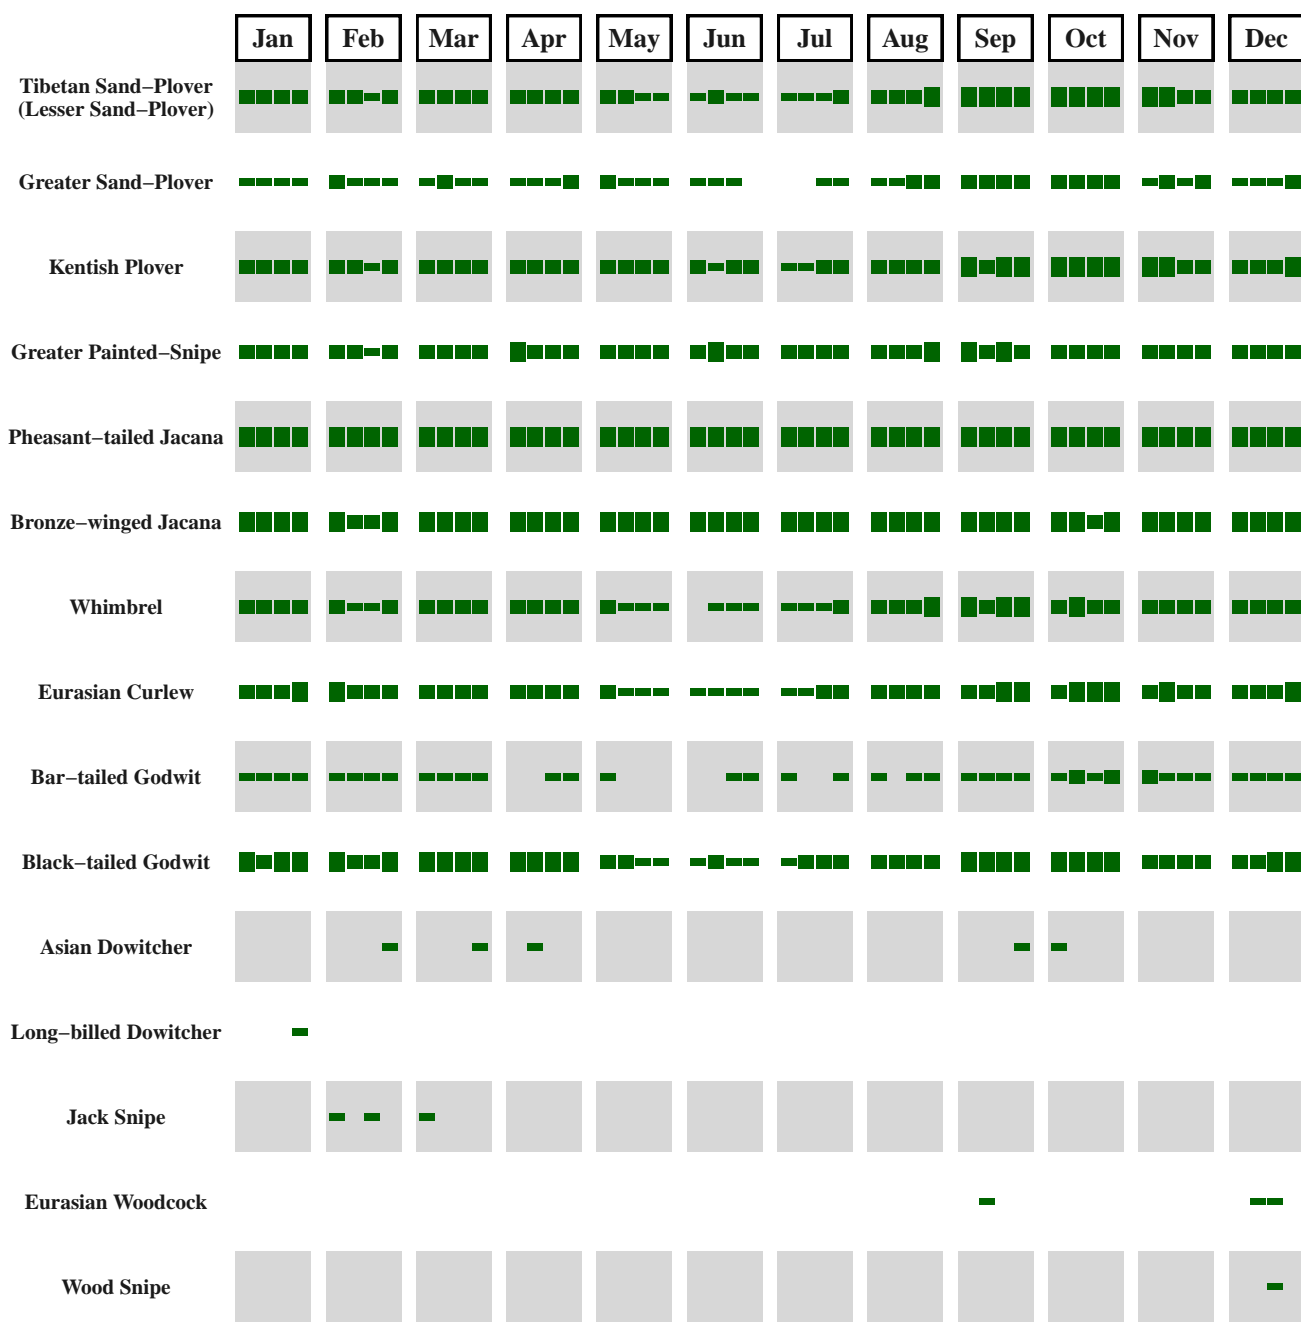 Jan Feb Mar Apr May Jun Jul Aug Sep Oct Nov Dec
Tibetan Sand−Plover
(Lesser Sand−Plover)
Greater Sand−Plover
Kentish Plover
Greater Painted−Snipe
Pheasant−tailed Jacana
Bronze−winged Jacana
Whimbrel
Eurasian Curlew
Bar−tailed Godwit
Black−tailed Godwit
Asian Dowitcher
Long−billed Dowitcher
Jack Snipe
Eurasian Woodcock
Wood Snipe